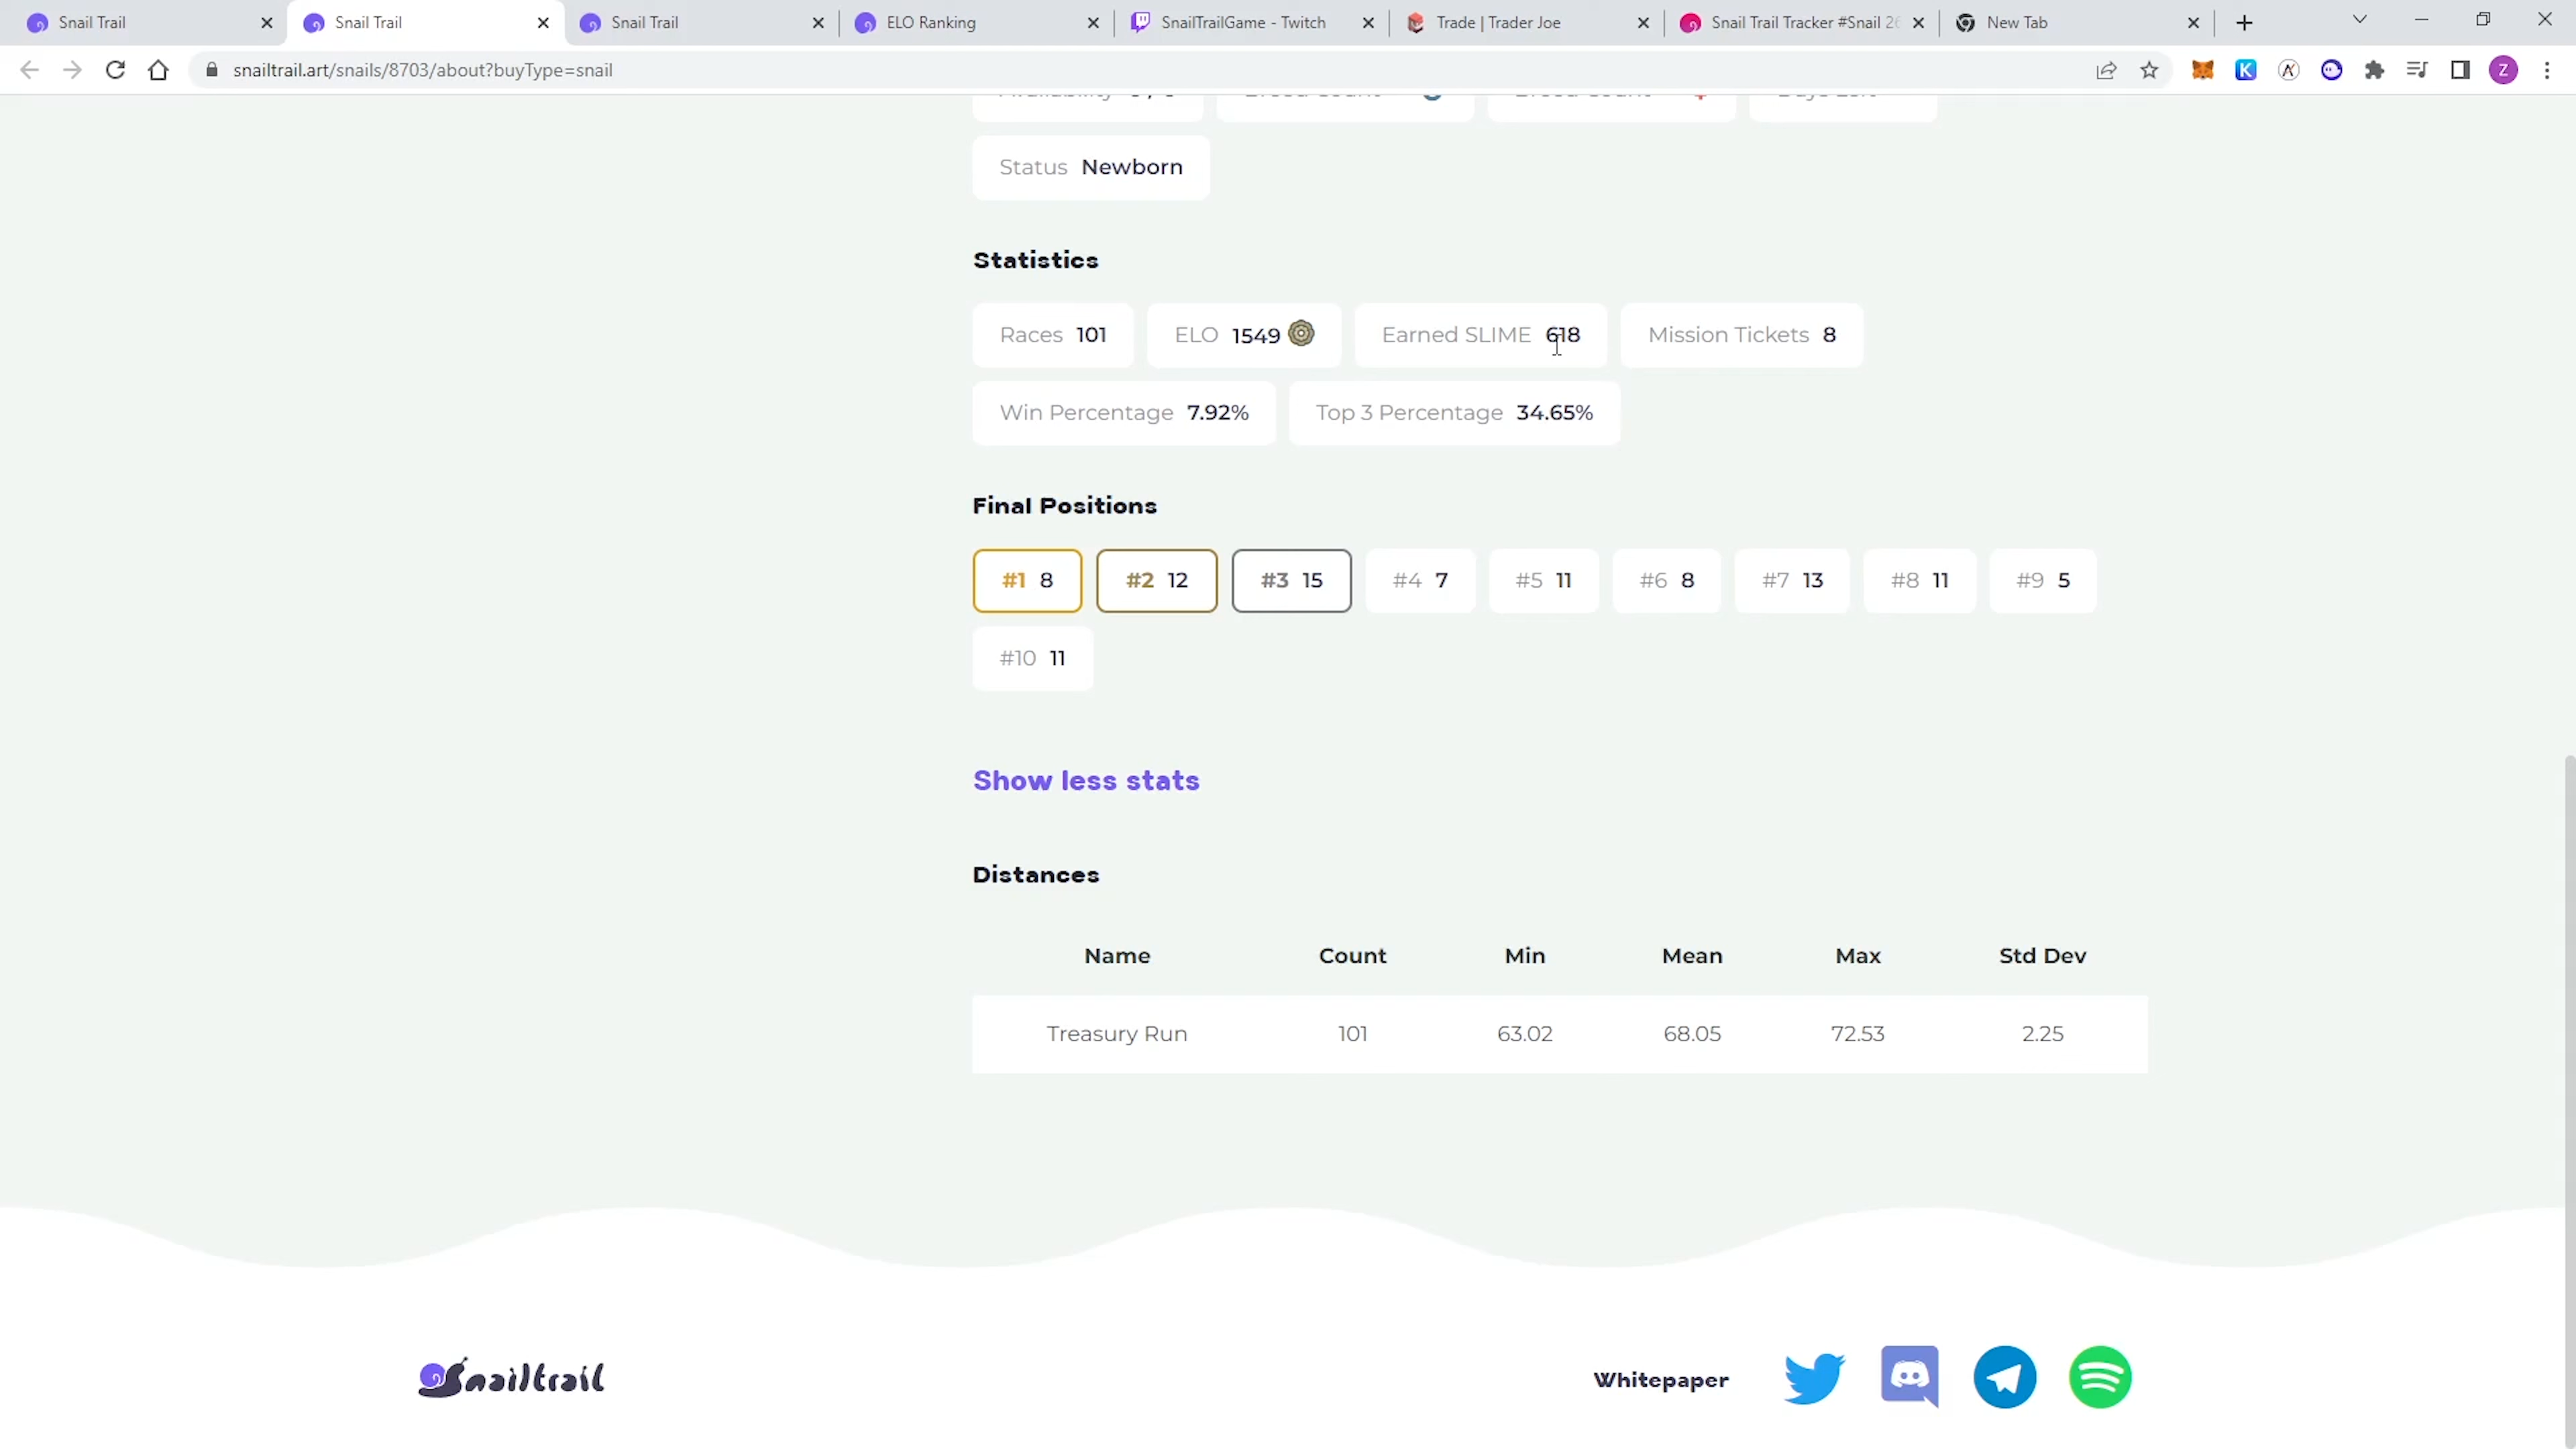 Snail Trail
Snail Trail
Snail Trail
ELO Ranking
SnailTrailGame - Twitch
Trade | Trader Joe
Snail Trail Tracker #Snail 26
New Tab
snailtrail.art/snails/8703/about?buyType=snail
Z
Status Newborn
Statistics
Races 101
ELO 1549
Earned SLIME 618
Mission Tickets 8
Win Percentage 7.92%
Top 3 Percentage 34.65%
Final Positions
#1 8
#2 12
#3 15
#4 7
#5 11
#6 8
#7 13
#8 11
#9 5
#10 11
Show less stats
Distances
Name Count Min Mean Max Std Dev
Treasury Run 101 63.02 68.05 72.53 2.25
Snailtrail
Whitepaper